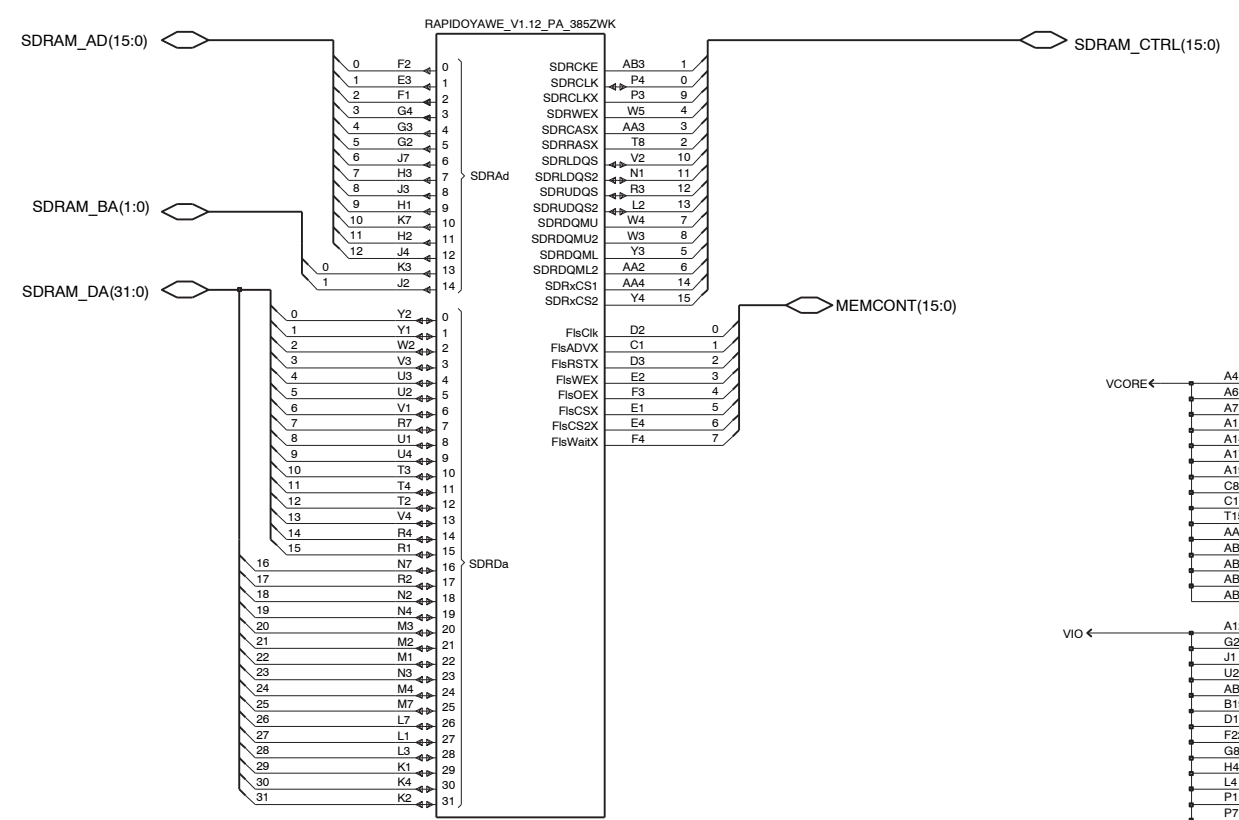 RAPIDOYAWE_V1.12_PA_385ZWK
SDRAM_AD(15:0)
SDRAM_CTRL(15:0)
0 F2 0 SDRCKE AB3 1
1 E3 1 SDRCLK P4 0
2 F1 2 SDRCLKX P3 9
3 G4 3 SDRWEX W5 4
4 G3 4 SDRCASX AA3 3
5 G2 5 SDRRASX T8 2
6 J7 6 SDRLDQS V2 10
7 H3 7 SDRAd SDRLDQS2 N1 11
8 J3 8 SDRUDQS R3 12
SDRAM_BA(1:0)
9 H1 9 SDRUDQS2 L2 13
10 K7 10 SDRDQMU W4 7
11 H2 11 SDRDQMU2 W3 8
12 J4 12 SDRDQML Y3 5
0 K3 13 SDRDQML2 AA2 6
1 J2 14 SDRxCS1 AA4 14
SDRxCS2 Y4 15
SDRAM_DA(31:0)
MEMCONT(15:0)
0 Y2 0
1 Y1 1 FlsClk D2 0
2 W2 2 FlsADVX C1 1
3 V3 3 FlsRSTX D3 2
4 U3 4 FlsWEX E2 3
5 U2 5 FlsOEX F3 4
6 V1 6 FlsCSX E1 5
7 R7 7 FlsCS2X E4 6
8 U1 8 FlsWaitX F4 7
9 U4 9
10 T3 10
11 T4 11
12 T2 12
13 V4 13
14 R4 14
15 R1 15
16 N7 16 SDRDa
17 R2 17
18 N2 18
19 N4 19
20 M3 20
21 M2 21
22 M1 22
23 N3 23
24 M4 24
25 M7 25
26 L7 26
27 L1 27
28 L3 28
29 K1 29
30 K4 30
31 K2 31
VCORE A4
A6
A7
C8
VIO
J1
G8
H4
L4
P7